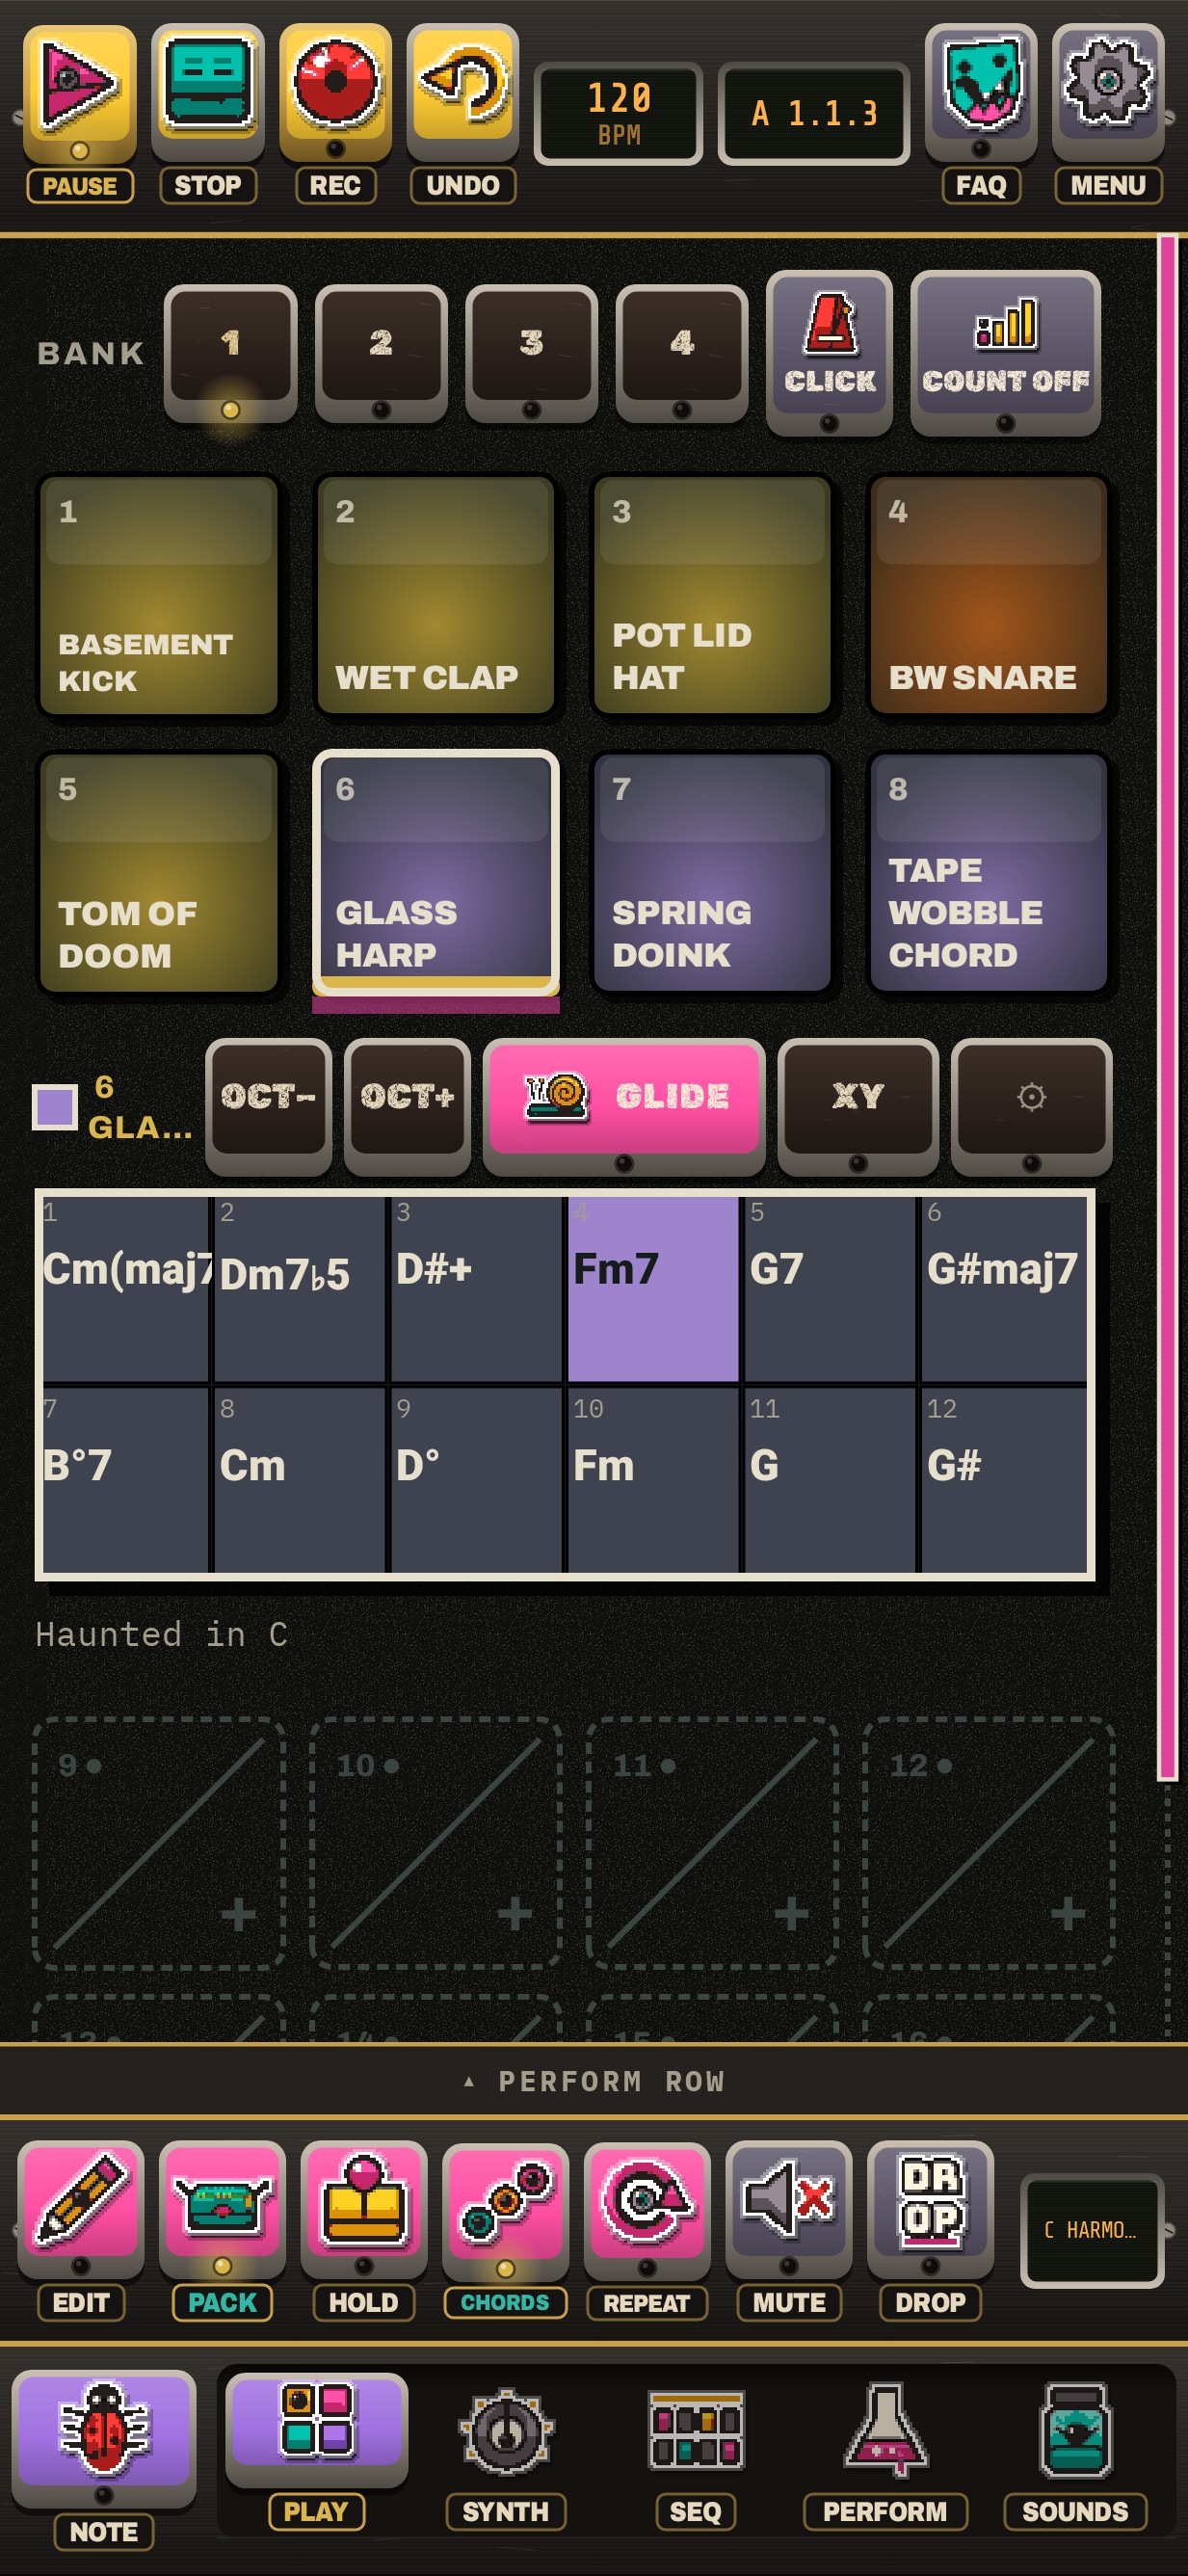 120
BPM
A 1.1.3
PAUSE
STOP
REC
UNDO
FAQ
MENU
BANK
1
2
3
4
CLICK
COUNT OFF
1
BASEMENT
KICK
2
WET CLAP
3
POT LID
HAT
4
BW SNARE
5
TOM OF
DOOM
6
GLASS
HARP
7
SPRING
DOINK
8
TAPE
WOBBLE
CHORD
6
GLA...
OCT-
OCT+
GLIDE
XY
1
Cm(maj7
2
Dm7♭5
3
D#+
4
Fm7
5
G7
6
G#maj7
7
B°7
8
Cm
9
D°
10
Fm
11
G
12
G#
Haunted in C
9
10
11
12
13
14
15
16
▲ PERFORM ROW
DR
OP
C HARMO…
EDIT
PACK
HOLD
CHORDS
REPEAT
MUTE
DROP
NOTE
PLAY
SYNTH
SEQ
PERFORM
SOUNDS